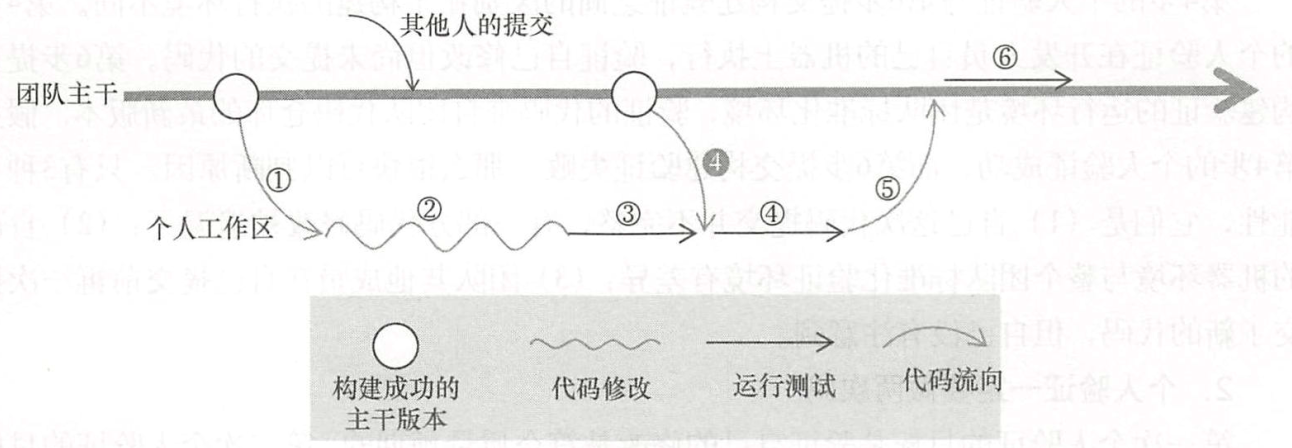 其他人的提交
⑥
团队主干
④
①
⑤
②
③
④
个人工作区
构建成功的
主干版本
代码修改
运行测试
代码流向